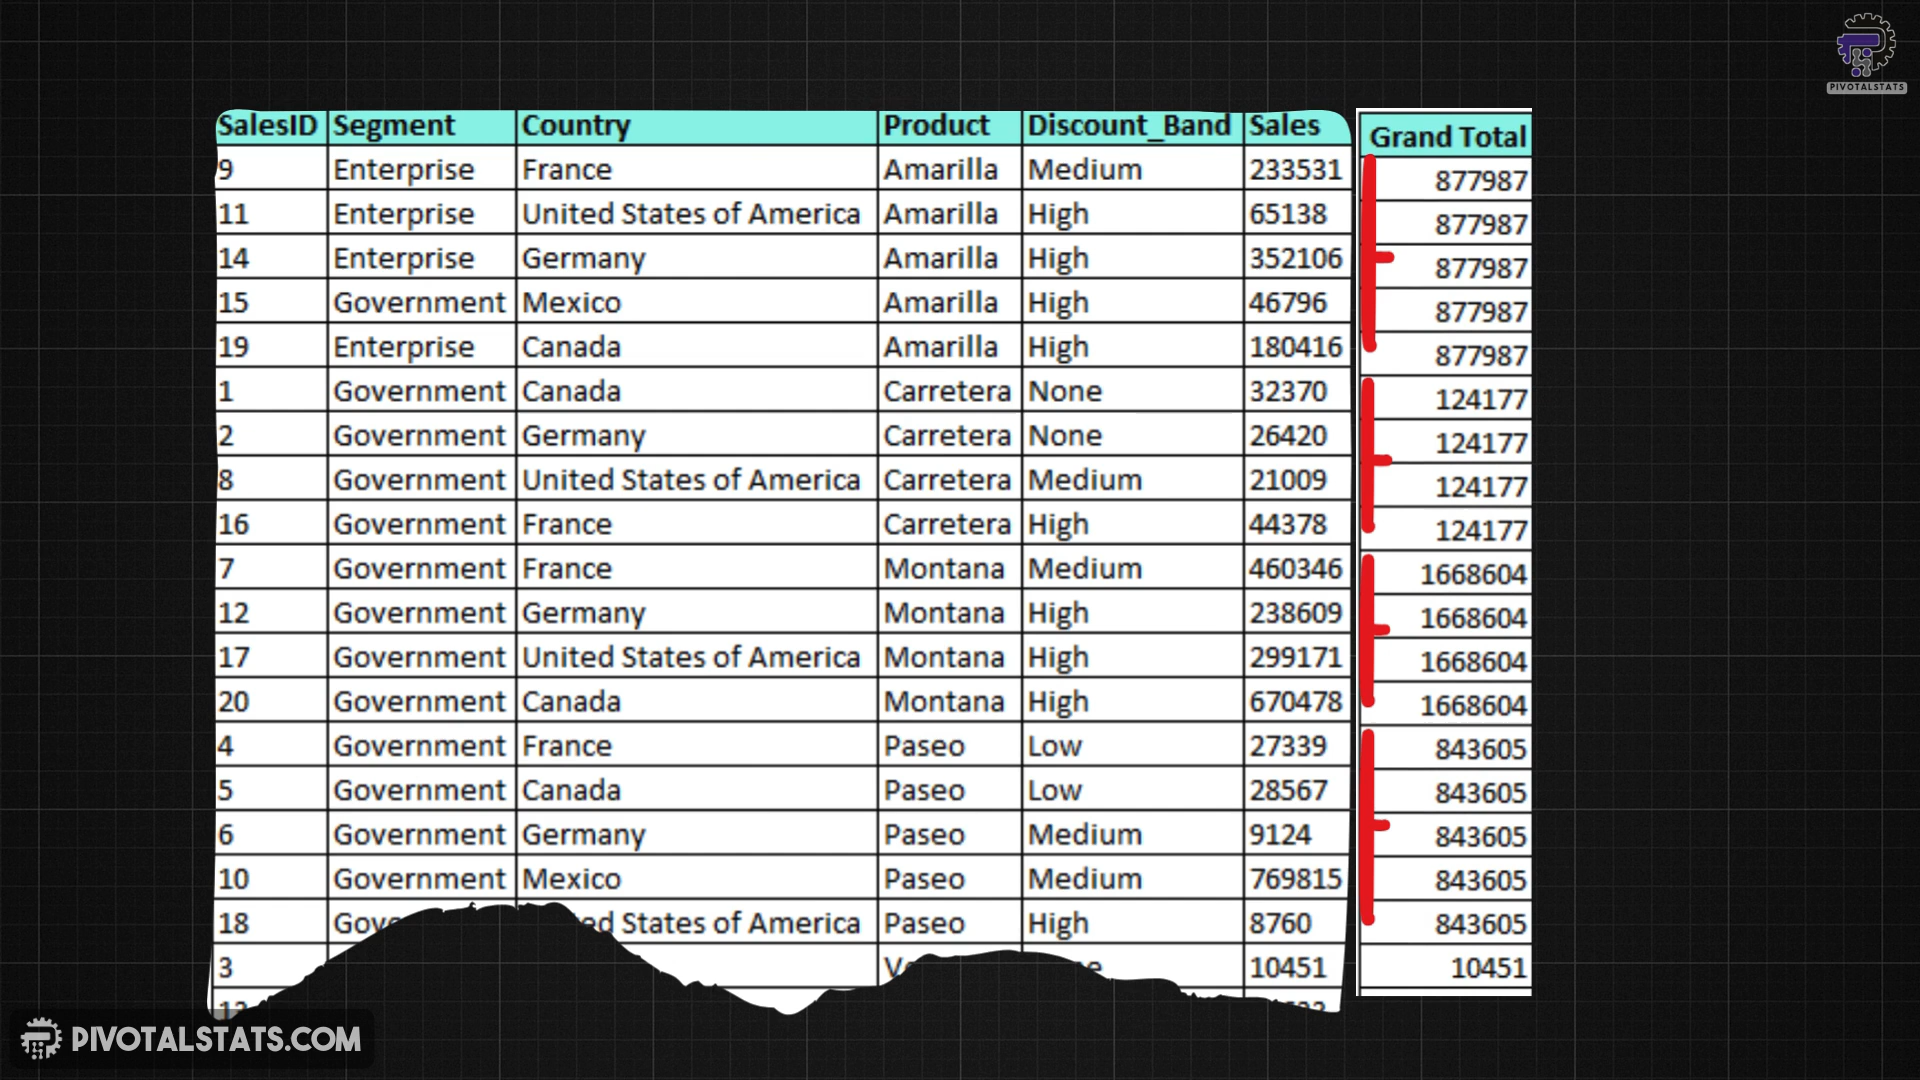 PIVOTALSTATS
SalesID Segment Country Product Discount_Band Sales Grand Total
9 Enterprise France Amarilla Medium 233531 877987
11 Enterprise United States of America Amarilla High 65138 877987
14 Enterprise Germany Amarilla High 352106 877987
15 Government Mexico Amarilla High 46796 877987
19 Enterprise Canada Amarilla High 180416 877987
1 Government Canada Carretera None 32370 124177
2 Government Germany Carretera None 26420 124177
8 Government United States of America Carretera Medium 21009 124177
16 Government France Carretera High 44378 124177
7 Government France Montana Medium 460346 1668604
12 Government Germany Montana High 238609 1668604
17 Government United States of America Montana High 299171 1668604
20 Government Canada Montana High 670478 1668604
4 Government France Paseo Low 27339 843605
5 Government Canada Paseo Low 28567 843605
6 Government Germany Paseo Medium 9124 843605
10 Government Mexico Paseo Medium 769815 843605
18 States of America Paseo High 8760 843605
3 10451 10451
PIVOTALSTATS.COM